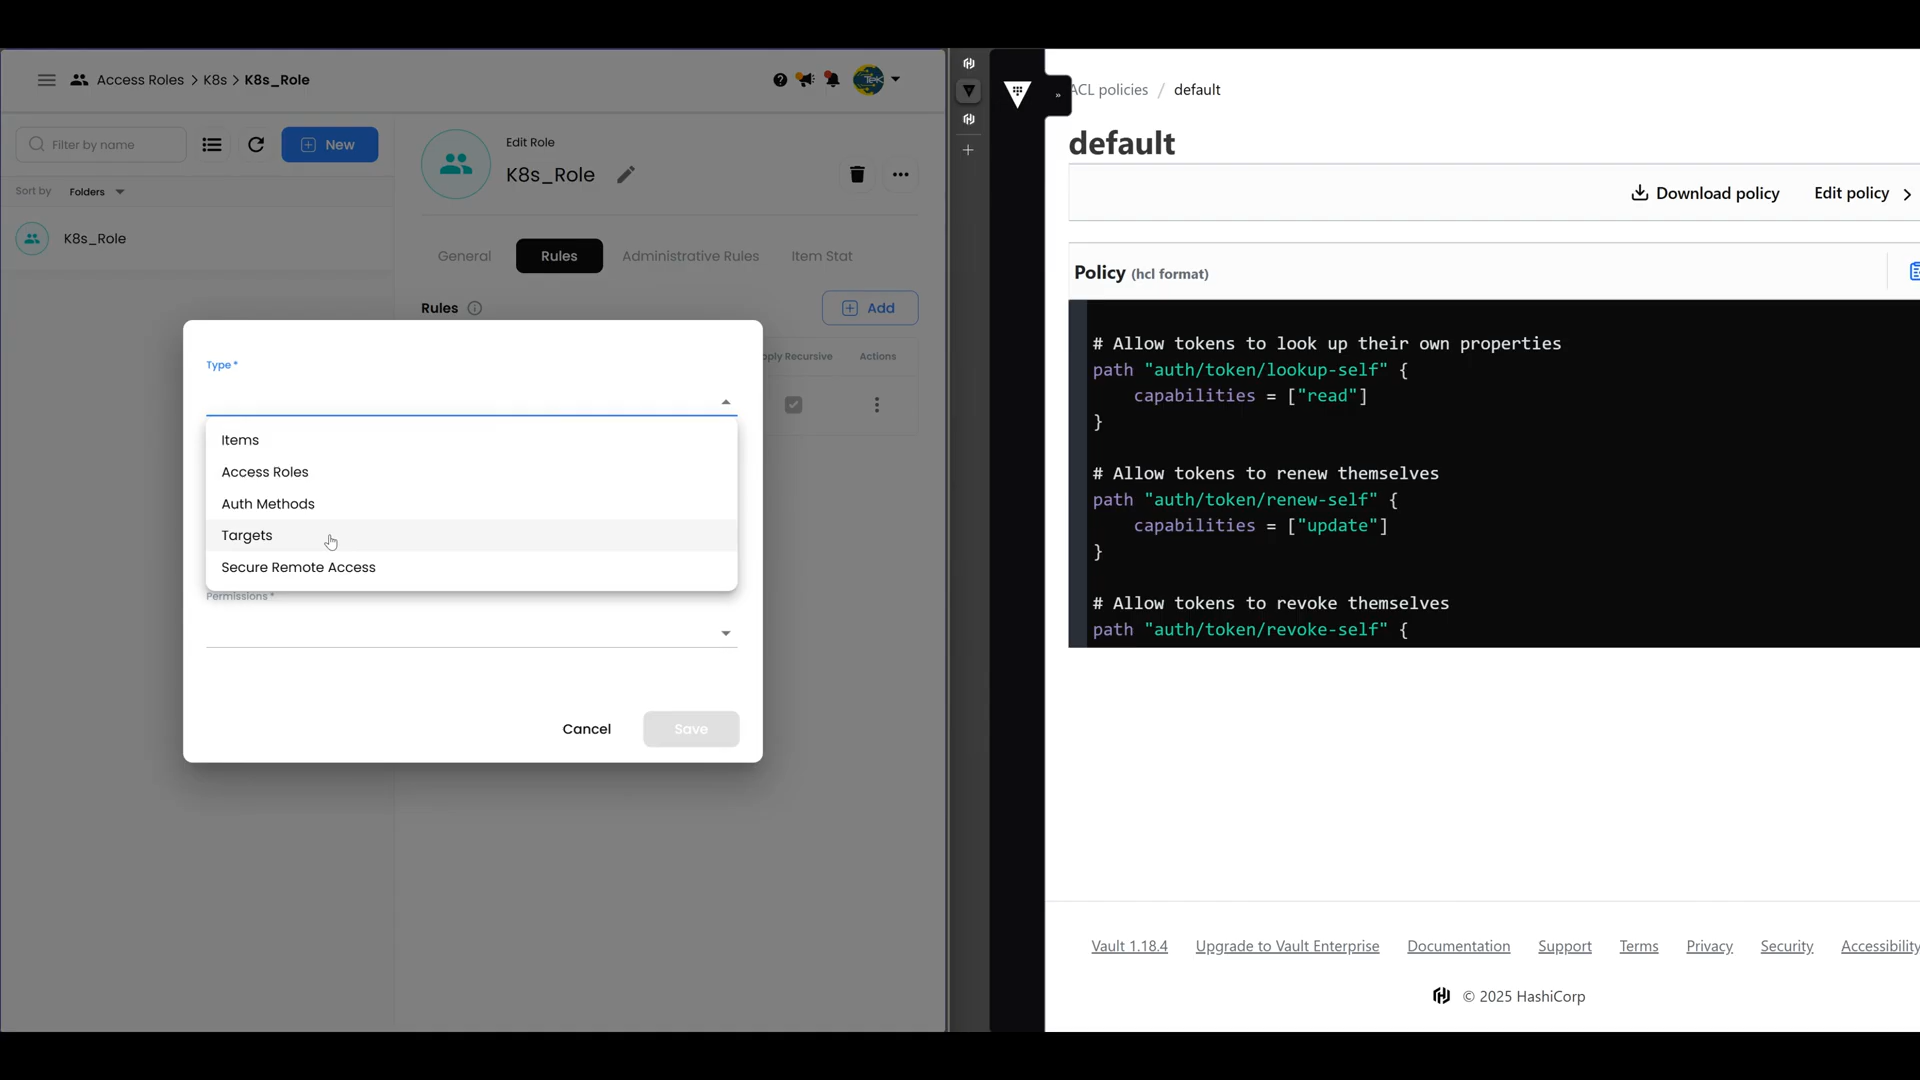 Access Roles > K8s > K8s_Role
Filter by name
New
Sort by Folders
K8s_Role
Edit Role
K8s_Role
General
Rules
Administrative Rules
Item Stat
Rules
Add
pply Recursive
Actions
Type *
Items
Access Roles
Auth Methods
Targets
Secure Remote Access
Permissions *
Cancel
Save
»
ACL policies / default
default
Download policy
Edit policy
Policy (hcl format)
# Allow tokens to look up their own properties
path "auth/token/lookup-self" {
capabilities = ["read"]
}
# Allow tokens to renew themselves
path "auth/token/renew-self" {
capabilities = ["update"]
}
# Allow tokens to revoke themselves
path "auth/token/revoke-self" {
Vault 1.18.4
Upgrade to Vault Enterprise
Documentation
Support
Terms
Privacy
Security
Accessibility
© 2025 HashiCorp